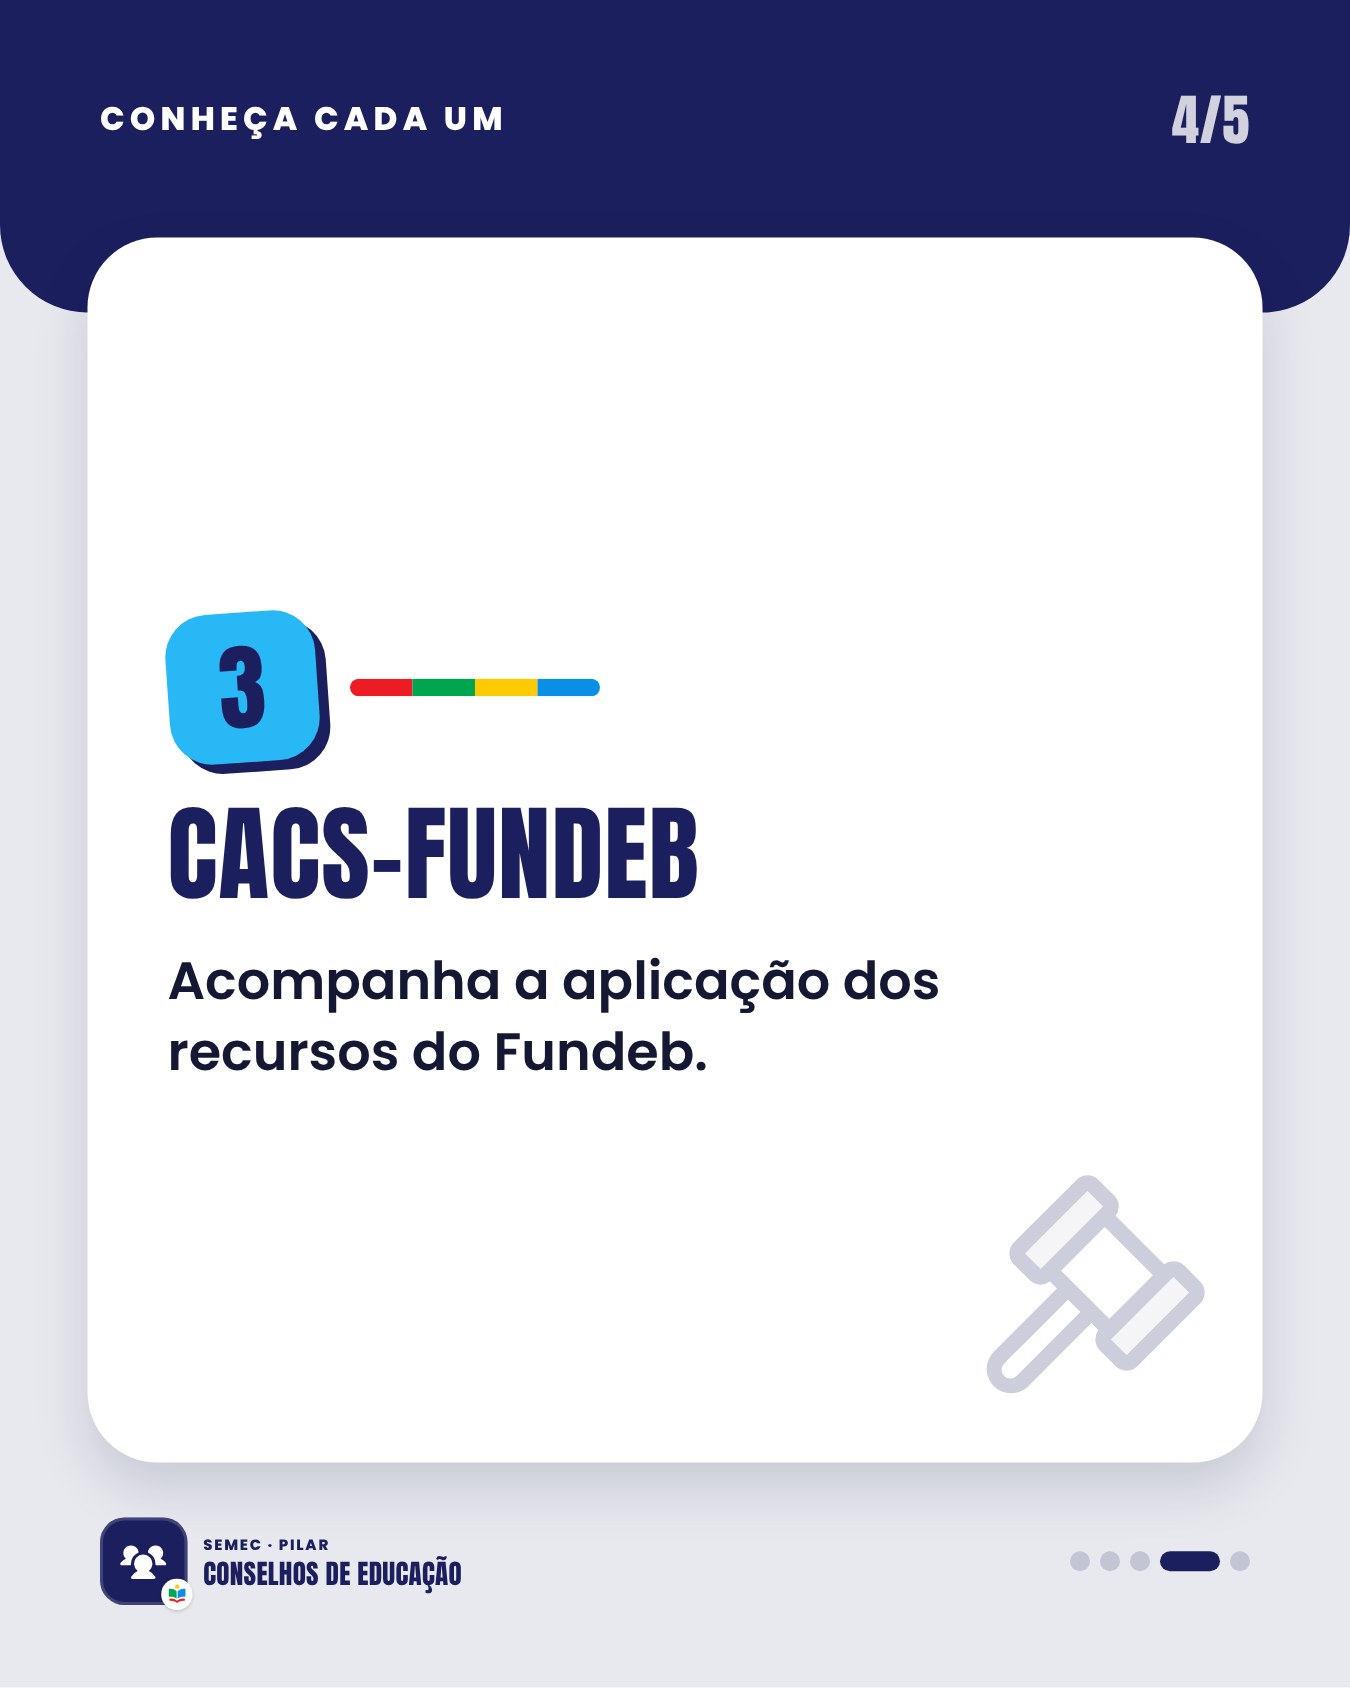 CONHEÇA CADA UM
4/5
3
CACS-FUNDEB
Acompanha a aplicação dos
recursos do Fundeb.
SEMEC · PILAR
CONSELHOS DE EDUCAÇÃO